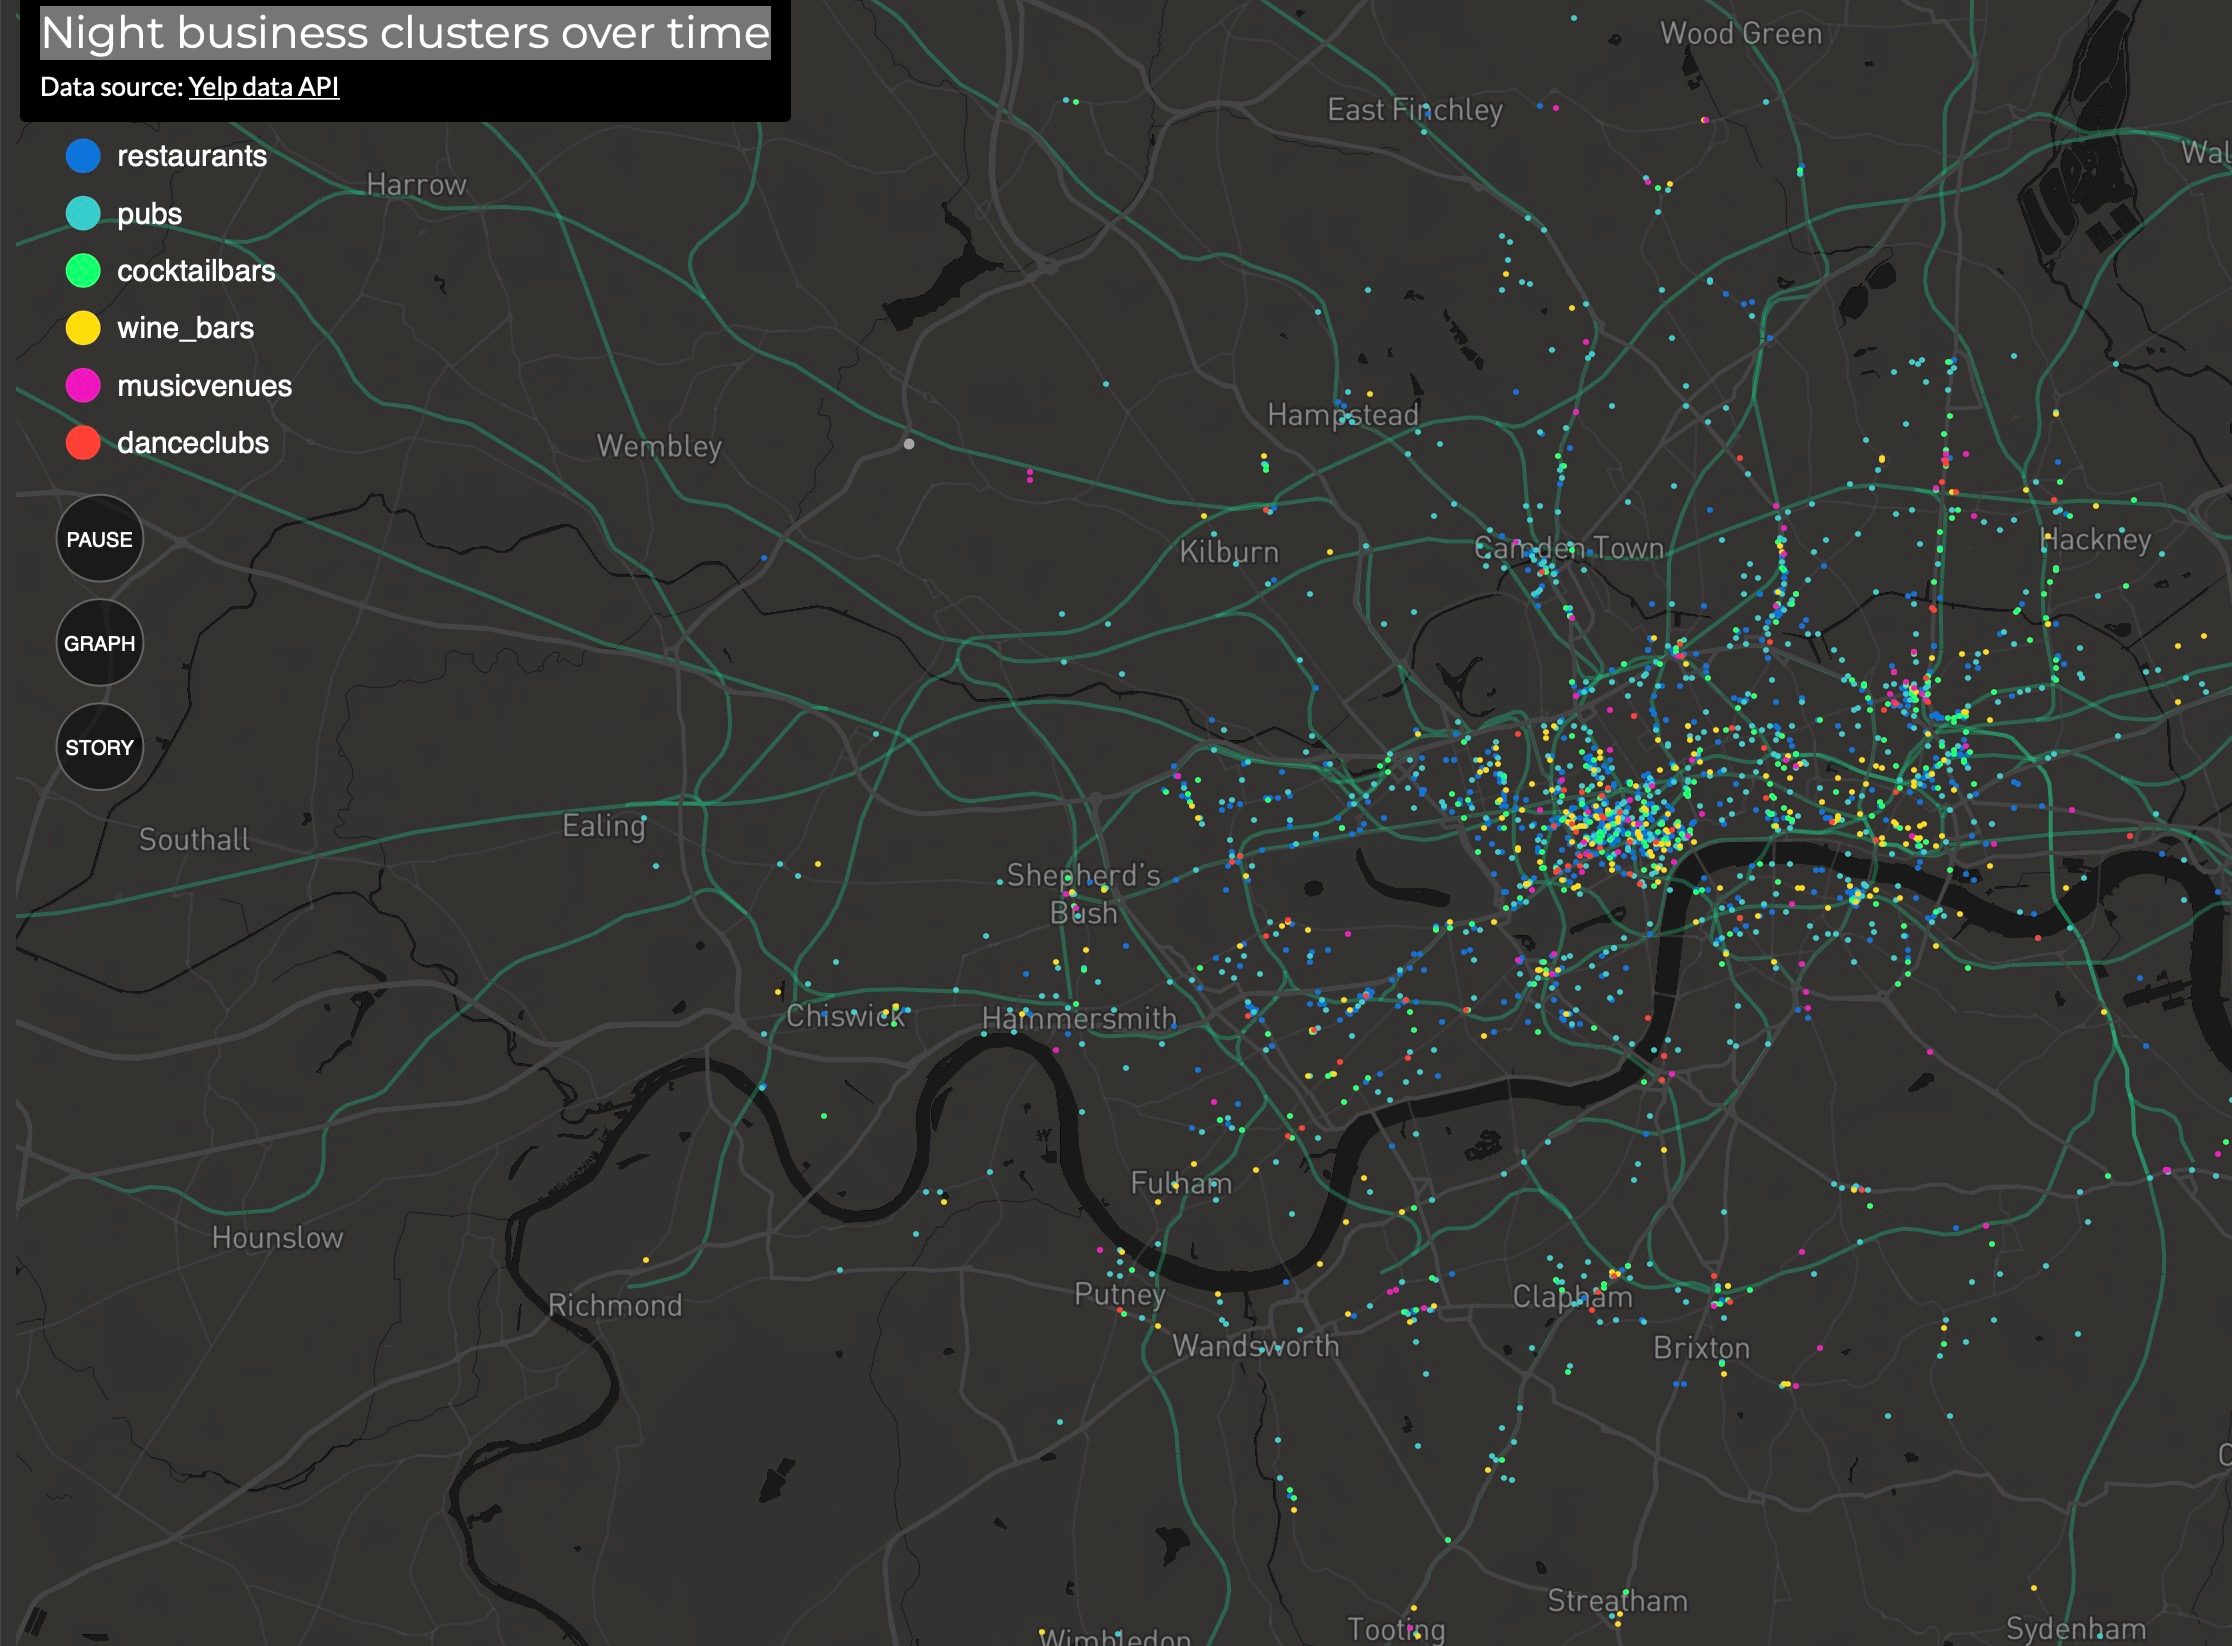 Night business clusters over time
Data source: Yelp data API
restaurants
pubs
cocktailbars
wine_bars
musicvenues
danceclubs
PAUSE
GRAPH
STORY
Wood Green
East Finchley
Wal
Harrow
Hampstead
Wembley
Hackney
Camden Town
Kilburn
Southall
Ealing
Shepherd's
Bush
Chiswick
Hammersmith
Fulham
Hounslow
Putney
Richmond
Clapham
Wandsworth
Brixton
C
Streatham
Tooting
Sydenham
Wimbledon